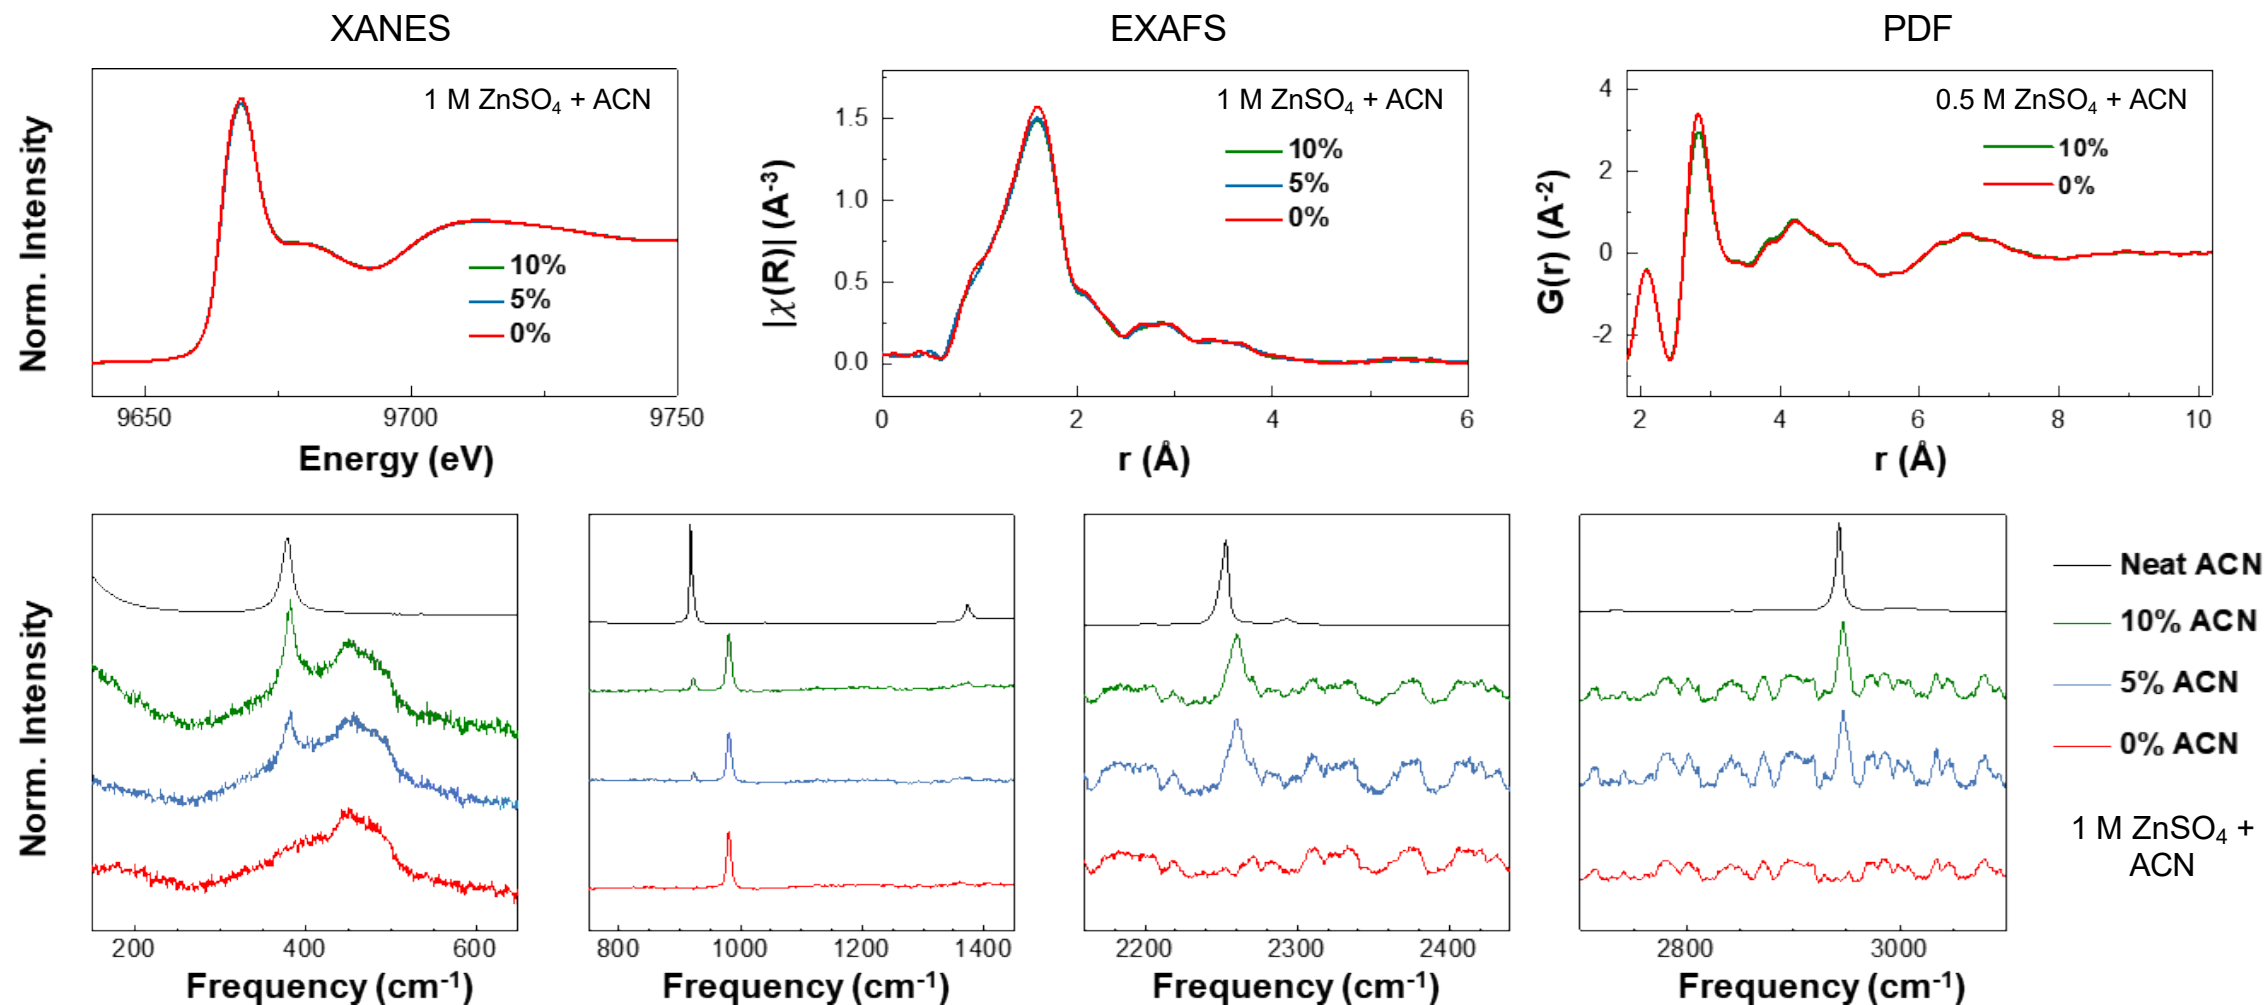 XANES
EXAFS
PDF
Norm. Intensity
1 M ZnSO₄ + ACN
10%
5%
0%
9650
9700
9750
Energy (eV)
|χ(R)| (A⁻³)
1.5
1.0
0.5
0.0
1 M ZnSO₄ + ACN
10%
5%
0%
0
2
4
6
r (Å)
G(r) (A⁻²)
4
2
0
-2
0.5 M ZnSO₄ + ACN
10%
0%
2
4
6
8
10
r (Å)
Norm. Intensity
200
400
600
Frequency (cm⁻¹)
800
1000
1200
1400
Frequency (cm⁻¹)
2200
2300
2400
Frequency (cm⁻¹)
2800
3000
Frequency (cm⁻¹)
Neat ACN
10% ACN
5% ACN
0% ACN
1 M ZnSO₄ +
ACN